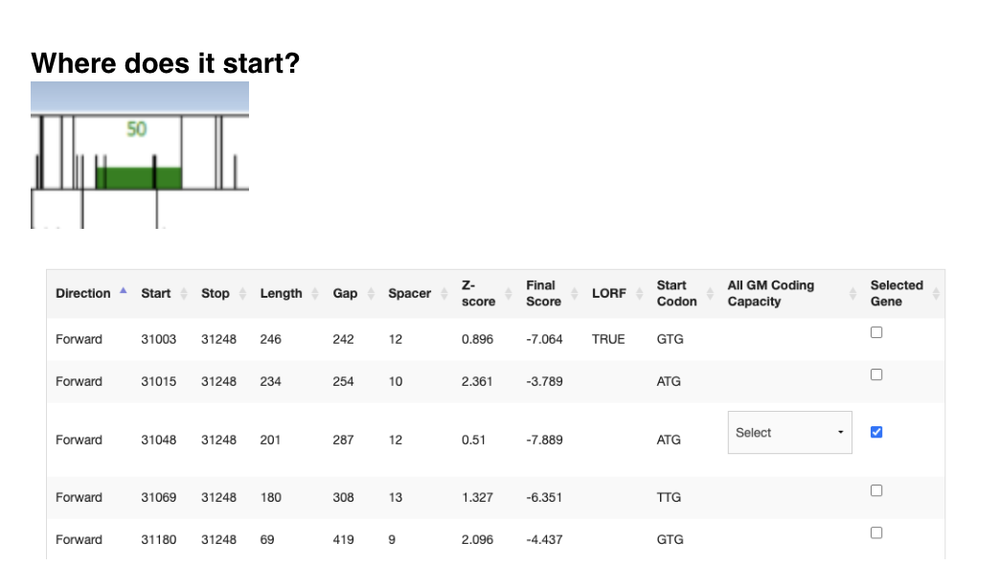 Where does it start?
50
Direction Start Stop Length Gap Spacer Z-score Final Score LORF Start Codon All GM Coding Capacity Selected Gene
Forward 31003 31248 246 242 12 0.896 -7.064 TRUE GTG
Forward 31015 31248 234 254 10 2.361 -3.789 ATG
Forward 31048 31248 201 287 12 0.51 -7.889 ATG Select
Forward 31069 31248 180 308 13 1.327 -6.351 TTG
Forward 31180 31248 69 419 9 2.096 -4.437 GTG